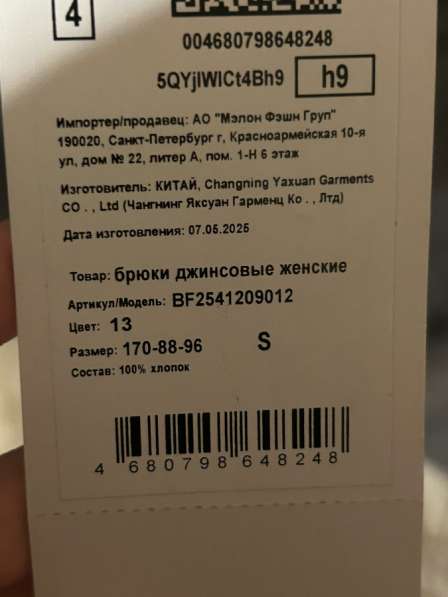 4
004680798648248
5QYjIWICt4Bh9
h9
Импортер/продавец: АО "Мэлон Фэшн Груп"
190020, Санкт-Петербург г, Красноармейская 10-я
ул, дом № 22, литер А, пом. 1-Н 6 этаж
Изготовитель: КИТАЙ, Changning Yaxuan Garments
CO . , Ltd (Чангнинг Яксуан Гарменц Ко . , Лтд)
Дата изготовления: 07.05.2025
Товар: брюки джинсовые женские
Артикул/Модель: BF2541209012
Цвет: 13
Размер: 170-88-96 S
Состав: 100% хлопок
4 680798 648248